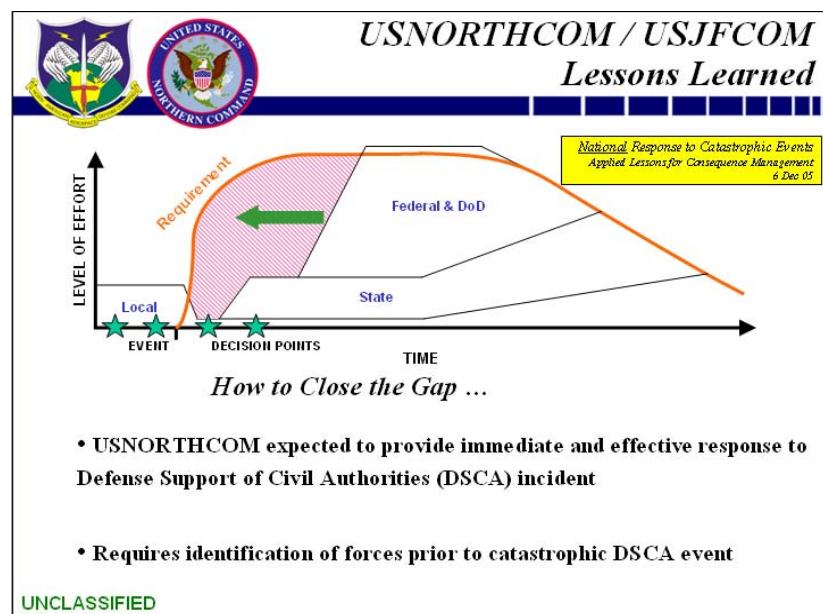 USNORTHCOM / USJFCOM
Lessons Learned
UNITED STATES
NORTHERN COMMAND
National Response to Catastrophic Events
Applied Lessons for Consequence Management
6 Dec 05
Requirement
LEVEL OF EFFORT
Federal & DoD
State
Local
EVENT
DECISION POINTS
TIME
How to Close the Gap ...
• USNORTHCOM expected to provide immediate and effective response to
Defense Support of Civil Authorities (DSCA) incident
• Requires identification of forces prior to catastrophic DSCA event
UNCLASSIFIED